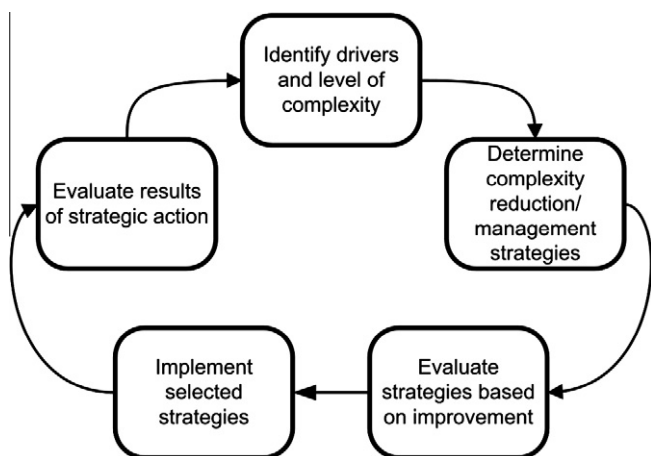 Identify drivers
and level of
complexity
Determine
complexity
reduction/
management
strategies
Evaluate
strategies based
on improvement
Implement
selected
strategies
Evaluate results
of strategic action